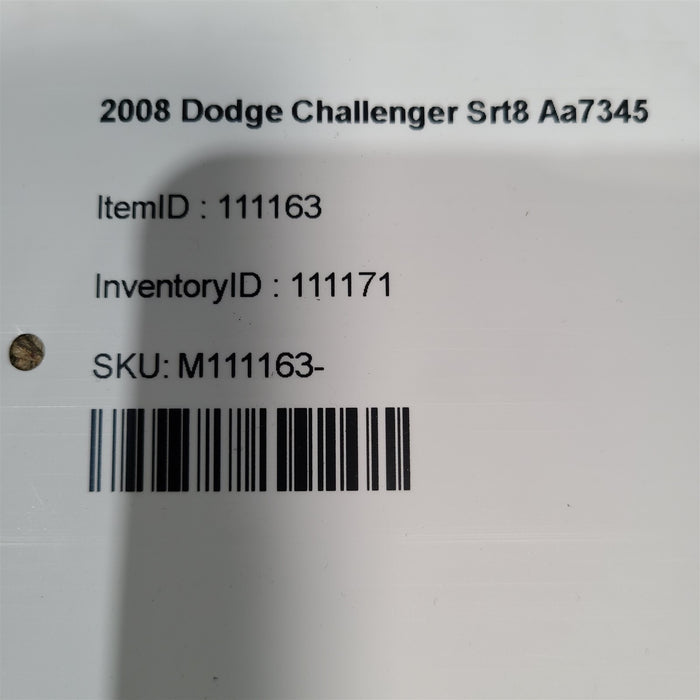 2008 Dodge Challenger Srt8 Aa7345
ItemID : 111163
InventoryID : 111171
SKU: M111163-